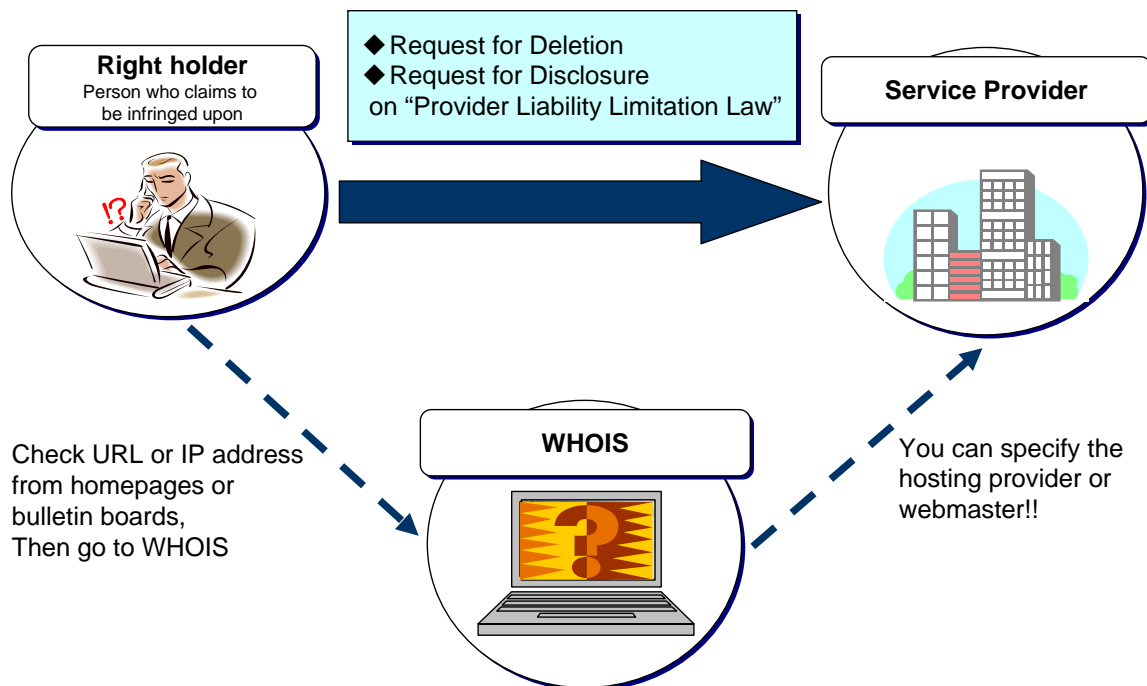 Right holder
Person who claims to
be infringed upon
◆ Request for Deletion
◆ Request for Disclosure
on “Provider Liability Limitation Law”
Service Provider
!?
WHOIS
?
Check URL or IP address
from homepages or
bulletin boards,
Then go to WHOIS
You can specify the
hosting provider or
webmaster!!